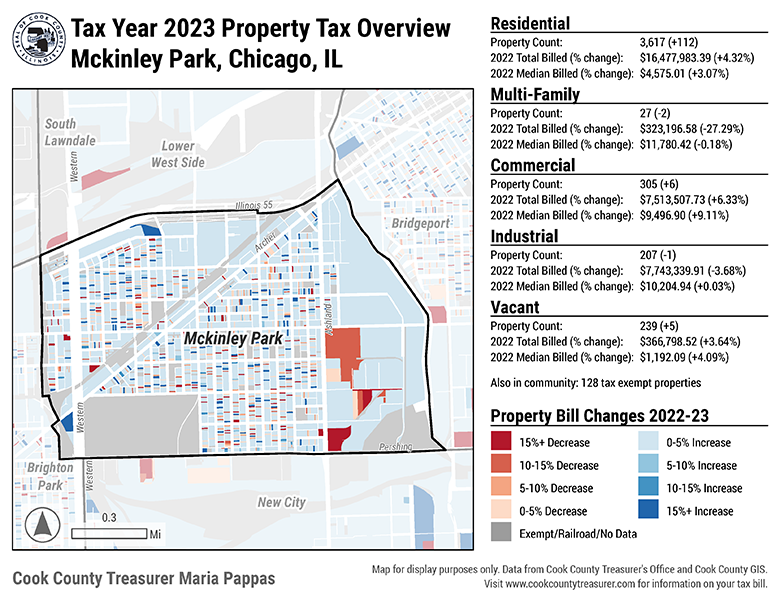 Tax Year 2023 Property Tax Overview
Mckinley Park, Chicago, IL
South
Lawndale
Lower
West Side
Western
Illinois 55
Archer
Bridgeport
Ashland
Mckinley Park
Western
Pershing
Brighton
Park
Western
New City
0.3
Mi
Residential
Property Count: 3,617 (+112)
2022 Total Billed (% change): $16,477,983.39 (+4.32%)
2022 Median Billed (% change): $4,575.01 (+3.07%)
Multi-Family
Property Count: 27 (-2)
2022 Total Billed (% change): $323,196.58 (-27.29%)
2022 Median Billed (% change): $11,780.42 (-0.18%)
Commercial
Property Count: 305 (+6)
2022 Total Billed (% change): $7,513,507.73 (+6.33%)
2022 Median Billed (% change): $9,496.90 (+9.11%)
Industrial
Property Count: 207 (-1)
2022 Total Billed (% change): $7,743,339.91 (-3.68%)
2022 Median Billed (% change): $10,204.94 (+0.03%)
Vacant
Property Count: 239 (+5)
2022 Total Billed (% change): $366,798.52 (+3.64%)
2022 Median Billed (% change): $1,192.09 (+4.09%)
Also in community: 128 tax exempt properties
Property Bill Changes 2022-23
15%+ Decrease
10-15% Decrease
5-10% Decrease
0-5% Decrease
Exempt/Railroad/No Data
0-5% Increase
5-10% Increase
10-15% Increase
15%+ Increase
Cook County Treasurer Maria Pappas
Map for display purposes only. Data from Cook County Treasurer's Office and Cook County GIS.
Visit www.cookcountytreasurer.com for information on your tax bill.